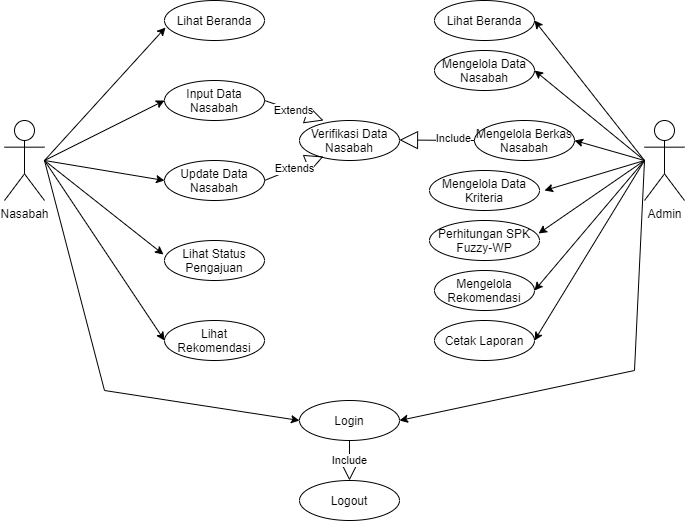 Lihat Beranda
Input Data
Nasabah
Extends
Update Data
Nasabah
Extends
Lihat Status
Pengajuan
Lihat
Rekomendasi
Nasabah
Verifikasi Data
Nasabah
Include
Lihat Beranda
Mengelola Data
Nasabah
Mengelola Berkas
Nasabah
Mengelola Data
Kriteria
Perhitungan SPK
Fuzzy-WP
Mengelola
Rekomendasi
Cetak Laporan
Admin
Login
Include
Logout